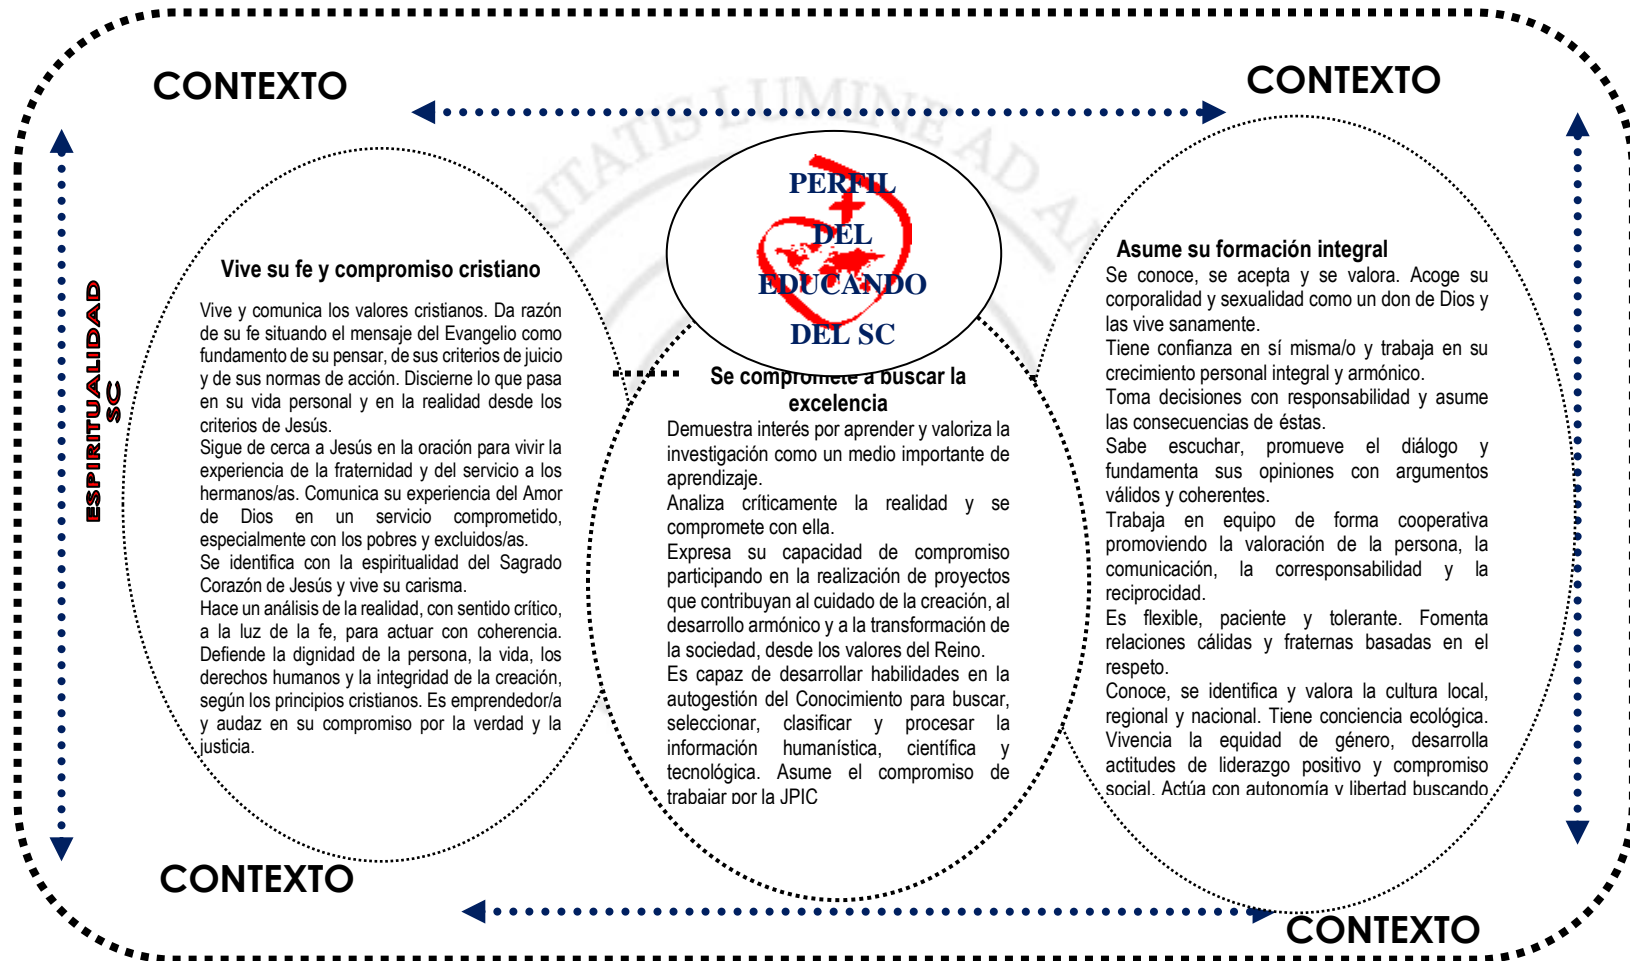 CONTEXTO
CONTEXTO
RITATIS LUMINE AD A
ESPIRITUALIDAD
SC
PERFIL
DEL
EDUCANDO
DEL SC
Vive su fe y compromiso cristiano
Vive y comunica los valores cristianos. Da razón
de su fe situando el mensaje del Evangelio como
fundamento de su pensar, de sus criterios de juicio
y de sus normas de acción. Discierne lo que pasa
en su vida personal y en la realidad desde los
criterios de Jesús.
Sigue de cerca a Jesús en la oración para vivir la
experiencia de la fraternidad y del servicio a los
hermanos/as. Comunica su experiencia del Amor
de Dios en un servicio comprometido,
especialmente con los pobres y excluidos/as.
Se identifica con la espiritualidad del Sagrado
Corazón de Jesús y vive su carisma.
Hace un análisis de la realidad, con sentido crítico,
a la luz de la fe, para actuar con coherencia.
Defiende la dignidad de la persona, la vida, los
derechos humanos y la integridad de la creación,
según los principios cristianos. Es emprendedor/a
y audaz en su compromiso por la verdad y la
justicia.
Se compromete a buscar la
excelencia
Demuestra interés por aprender y valoriza la
investigación como un medio importante de
aprendizaje.
Analiza críticamente la realidad y se
compromete con ella.
Expresa su capacidad de compromiso
participando en la realización de proyectos
que contribuyan al cuidado de la creación, al
desarrollo armónico y a la transformación de
la sociedad, desde los valores del Reino.
Es capaz de desarrollar habilidades en la
autogestión del Conocimiento para buscar,
seleccionar, clasificar y procesar la
información humanística, científica y
tecnológica. Asume el compromiso de
trabajar por la JPIC
Asume su formación integral
Se conoce, se acepta y se valora. Acoge su
corporalidad y sexualidad como un don de Dios y
las vive sanamente.
Tiene confianza en sí misma/o y trabaja en su
crecimiento personal integral y armónico.
Toma decisiones con responsabilidad y asume
las consecuencias de éstas.
Sabe escuchar, promueve el diálogo y
fundamenta sus opiniones con argumentos
válidos y coherentes.
Trabaja en equipo de forma cooperativa
promoviendo la valoración de la persona, la
comunicación, la corresponsabilidad y la
reciprocidad.
Es flexible, paciente y tolerante. Fomenta
relaciones cálidas y fraternas basadas en el
respeto.
Conoce, se identifica y valora la cultura local,
regional y nacional. Tiene conciencia ecológica.
Vivencia la equidad de género, desarrolla
actitudes de liderazgo positivo y compromiso
social. Actúa con autonomía y libertad buscando
CONTEXTO
CONTEXTO